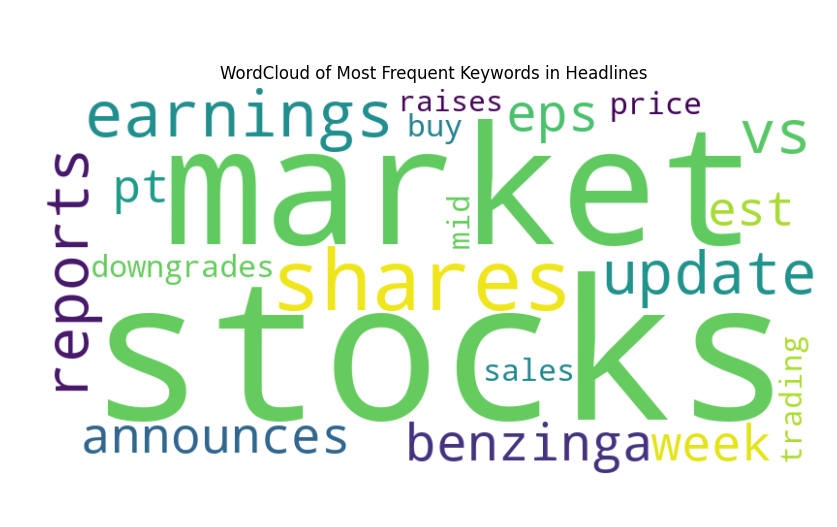 WordCloud of Most Frequent Keywords in Headlines
earnings
raises
buy
eps
price
vs
reports
pt
market
mid
est
downgrades
shares
update
stocks
sales
trading
announces
benzinga
week